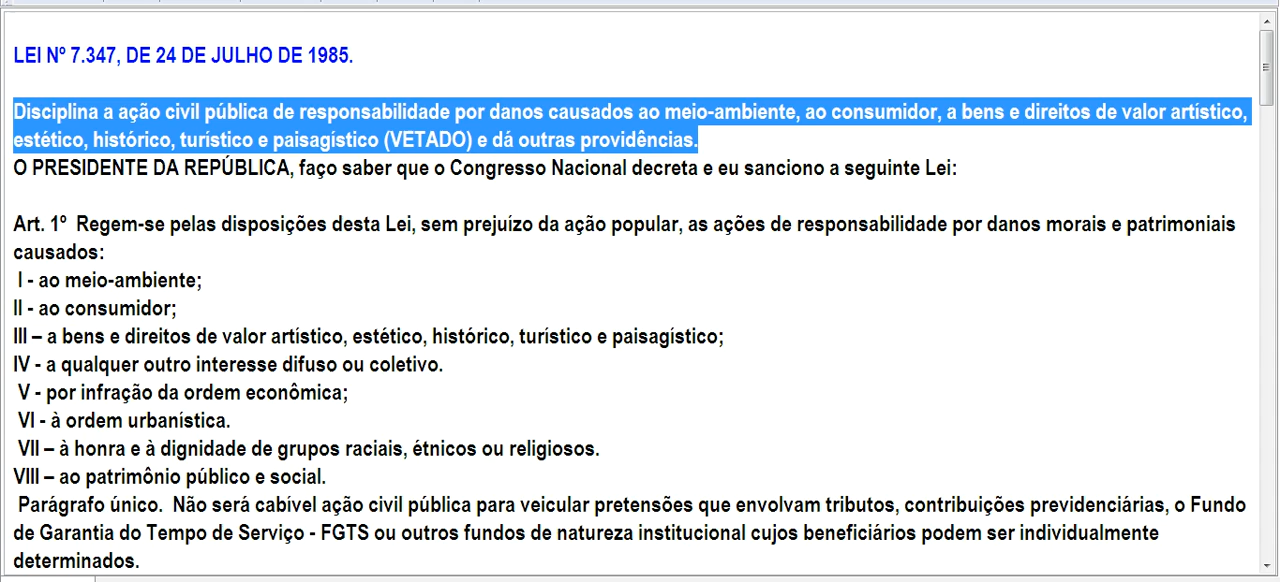 LEI Nº 7.347, DE 24 DE JULHO DE 1985.
Disciplina a ação civil pública de responsabilidade por danos causados ao meio-ambiente, ao consumidor, a bens e direitos de valor artístico,
estético, histórico, turístico e paisagístico (VETADO) e dá outras providências.
O PRESIDENTE DA REPÚBLICA, faço saber que o Congresso Nacional decreta e eu sanciono a seguinte Lei:
Art. 1º  Regem-se pelas disposições desta Lei, sem prejuízo da ação popular, as ações de responsabilidade por danos morais e patrimoniais
causados:
I - ao meio-ambiente;
II - ao consumidor;
III – a bens e direitos de valor artístico, estético, histórico, turístico e paisagístico;
IV - a qualquer outro interesse difuso ou coletivo.
V - por infração da ordem econômica;
VI - à ordem urbanística.
VII – à honra e à dignidade de grupos raciais, étnicos ou religiosos.
VIII – ao patrimônio público e social.
Parágrafo único.  Não será cabível ação civil pública para veicular pretensões que envolvam tributos, contribuições previdenciárias, o Fundo
de Garantia do Tempo de Serviço - FGTS ou outros fundos de natureza institucional cujos beneficiários podem ser individualmente
determinados.